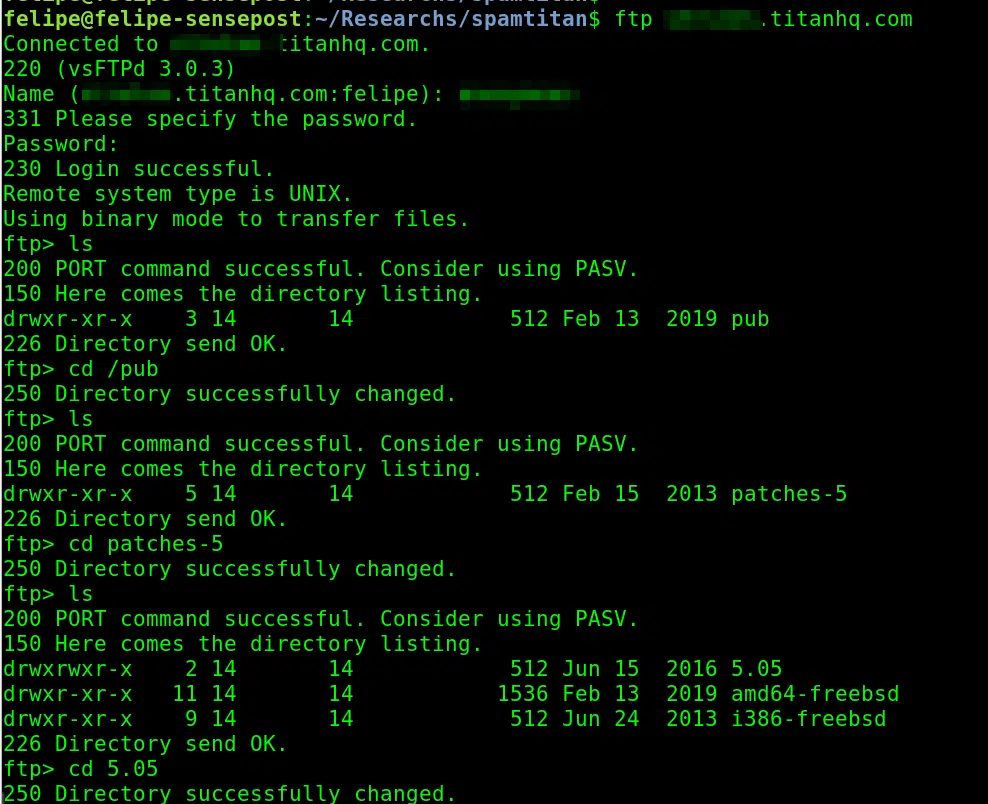 felipe@felipe-sensepost:~/Researchs/spamtitan$
felipe@felipe-sensepost:~/Researchs/spamtitan$ ftp .titanhq.com
Connected to titanhq.com.
220 (vsFTPd 3.0.3)
Name (.titanhq.com:felipe):
331 Please specify the password.
Password:
230 Login successful.
Remote system type is UNIX.
Using binary mode to transfer files.
ftp> ls
200 PORT command successful. Consider using PASV.
150 Here comes the directory listing.
drwxr-xr-x    3 14       14            512 Feb 13  2019 pub
226 Directory send OK.
ftp> cd /pub
250 Directory successfully changed.
ftp> ls
200 PORT command successful. Consider using PASV.
150 Here comes the directory listing.
drwxr-xr-x    5 14       14            512 Feb 15  2013 patches-5
226 Directory send OK.
ftp> cd patches-5
250 Directory successfully changed.
ftp> ls
200 PORT command successful. Consider using PASV.
150 Here comes the directory listing.
drwxrwxr-x    2 14       14            512 Jun 15  2016 5.05
drwxr-xr-x   11 14       14           1536 Feb 13  2019 amd64-freebsd
drwxr-xr-x    9 14       14            512 Jun 24  2013 i386-freebsd
226 Directory send OK.
ftp> cd 5.05
250 Directory successfully changed.